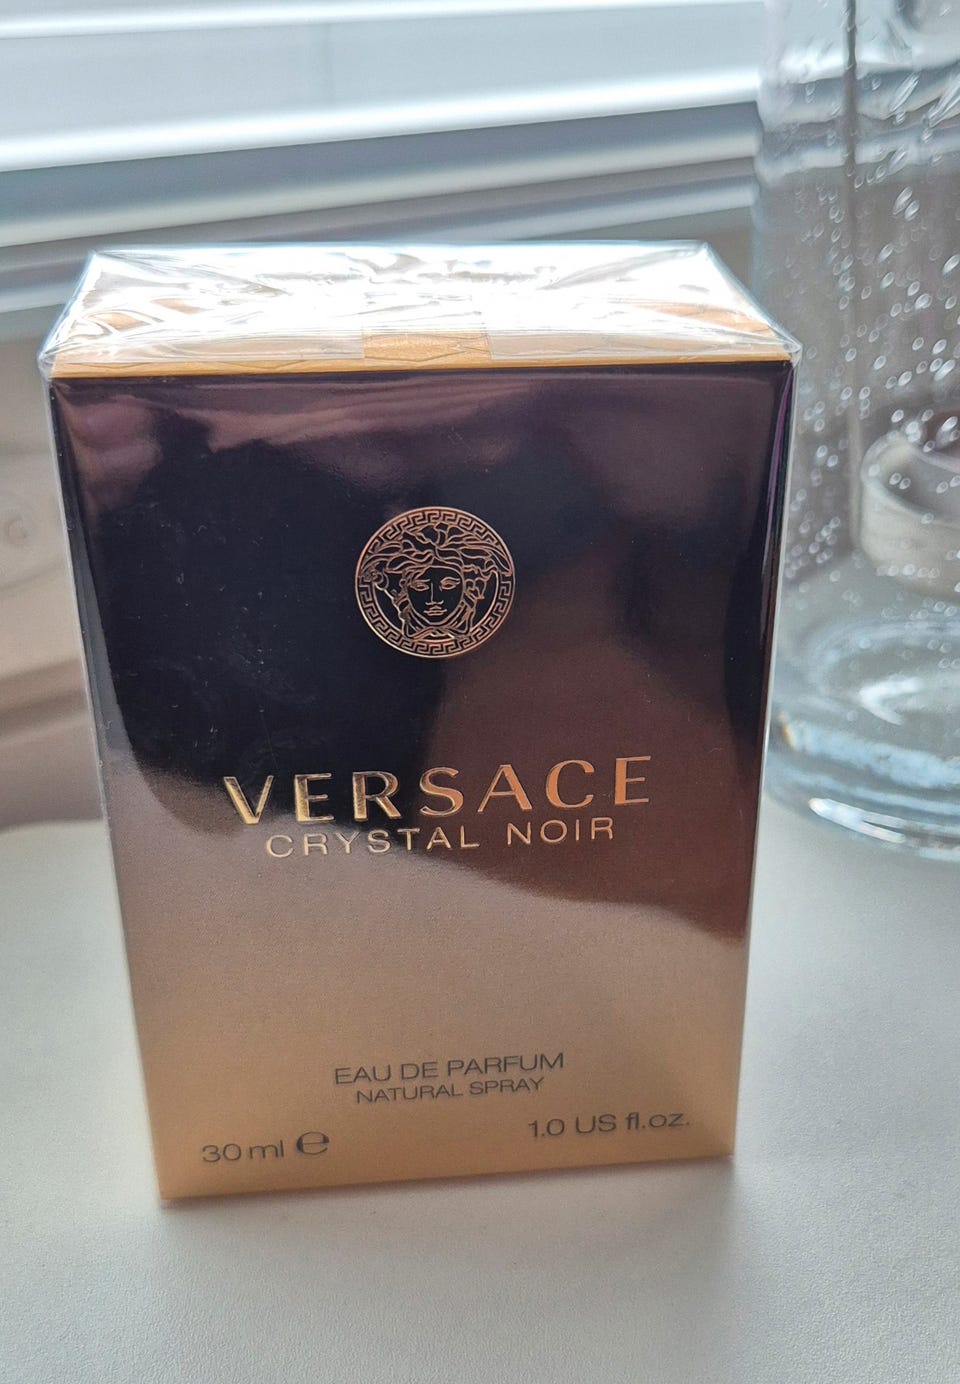 VERSACE
CRYSTAL NOIR
EAU DE PARFUM
NATURAL SPRAY
30 ml ℮
1.0 US fl.oz.